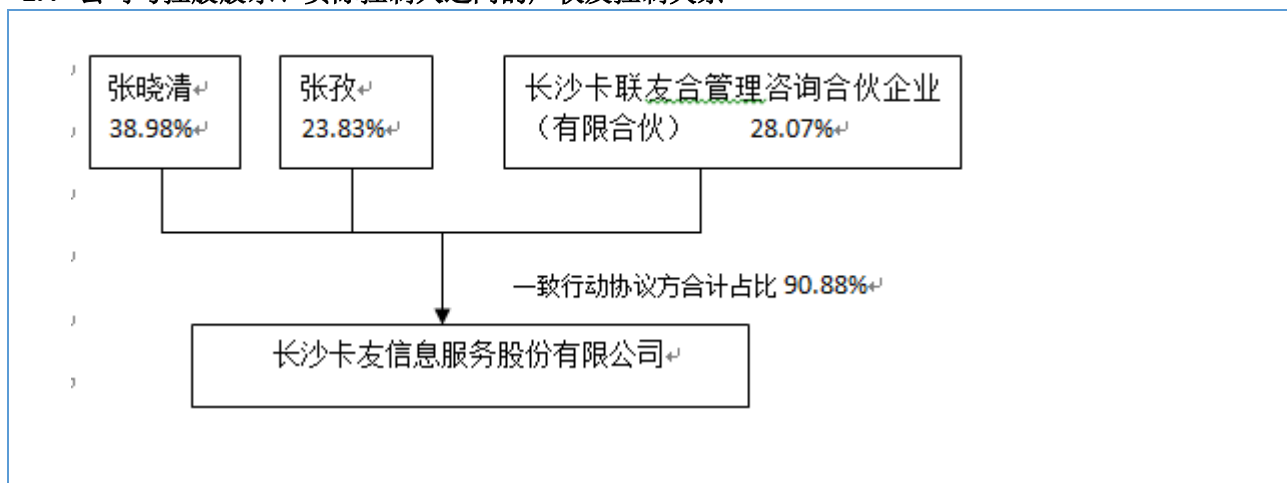 张晓清
38.98%
张孜
23.83%
长沙卡联友合管理咨询合伙企业
（有限合伙） 28.07%
一致行动协议方合计占比 90.88%
长沙卡友信息服务股份有限公司